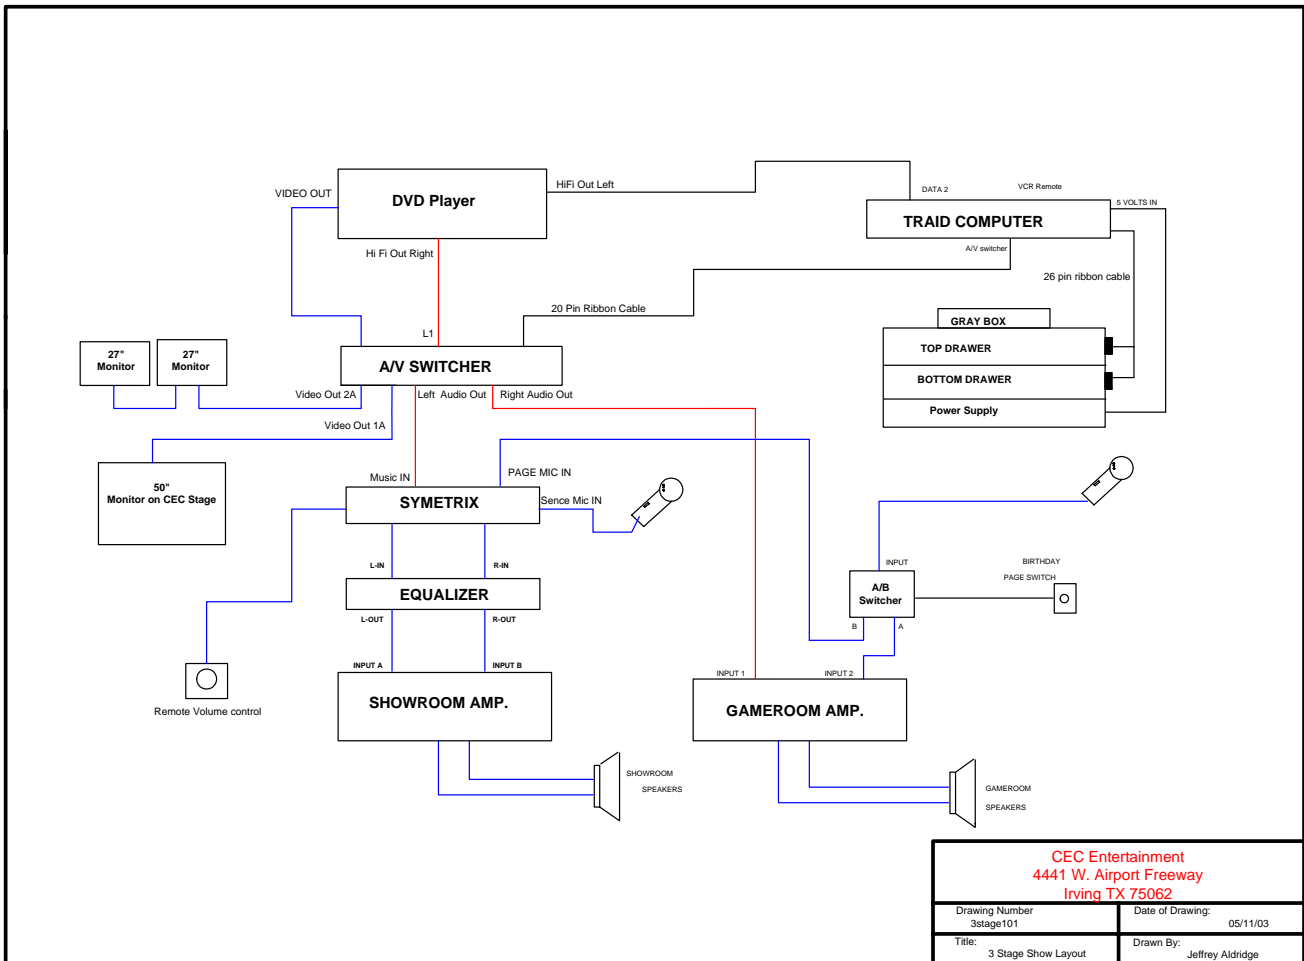 HiFi Out Left
VIDEO OUT
DVD Player
Hi Fi Out Right
DATA 2
VCR Remote
5 VOLTS IN
TRAID COMPUTER
A/V switcher
26 pin ribbon cable
20 Pin Ribbon Cable
L1
GRAY BOX
TOP DRAWER
BOTTOM DRAWER
Power Supply
27"
Monitor
27"
Monitor
A/V SWITCHER
Video Out 2A
Left Audio Out
Right Audio Out
Video Out 1A
50"
Monitor on CEC Stage
Music IN
PAGE MIC IN
SYMETRIX
Sence Mic IN
L-IN
R-IN
EQUALIZER
L-OUT
R-OUT
INPUT
BIRTHDAY
PAGE SWITCH
A/B
Switcher
B
A
INPUT A
INPUT B
INPUT 1
INPUT 2
Remote Volume control
SHOWROOM AMP.
GAMEROOM AMP.
SHOWROOM
SPEAKERS
GAMEROOM
SPEAKERS
CEC Entertainment
4441 W. Airport Freeway
Irving TX 75062
Drawing Number
3stage101
Date of Drawing:
05/11/03
Title:
3 Stage Show Layout
Drawn By:
Jeffrey Aldridge